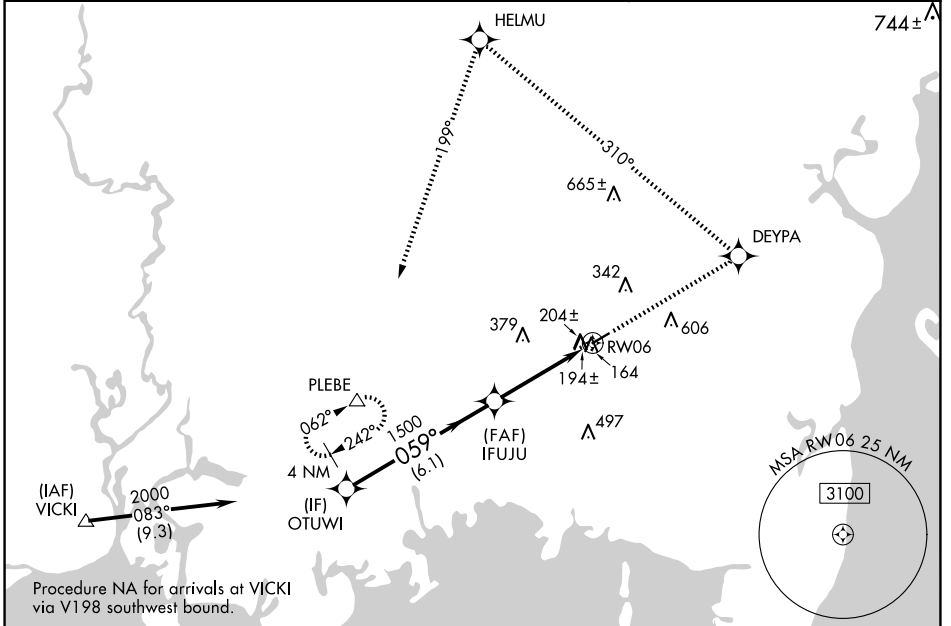 HELMU
744±
199°
310°
665±
DEYPA
342
204±
379
606
RW06
194±
164
PLEBE
062°
242°
1500
059°
(6.1)
(FAF)
IFUJU
497
4 NM
(IF)
OTUWI
(IAF)
VICKI
2000
083°
(9.3)
MSA RW06 25 NM
3100
Procedure NA for arrivals at VICKI
via V198 southwest bound.